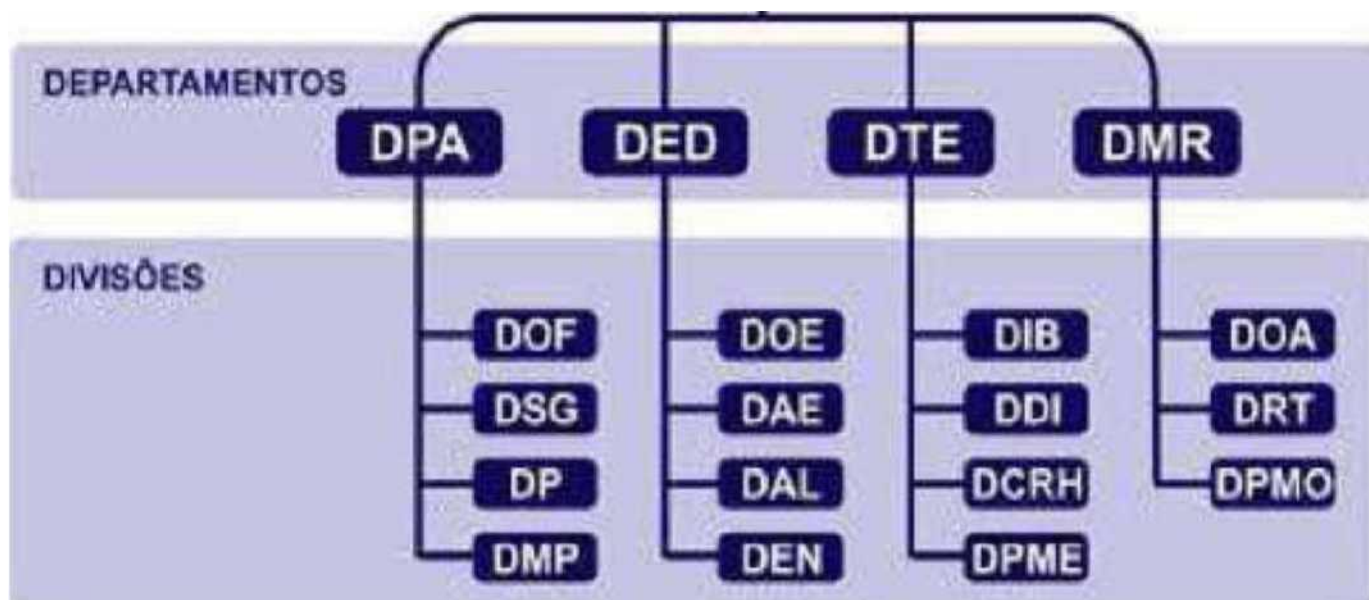 DEPARTAMENTOS
DPA DED DTE DMR
DIVISÕES
DOF DOE DIB DOA
DSG DAE DDI DRT
DP DAL DCRH DPMO
DMP DEN DPME